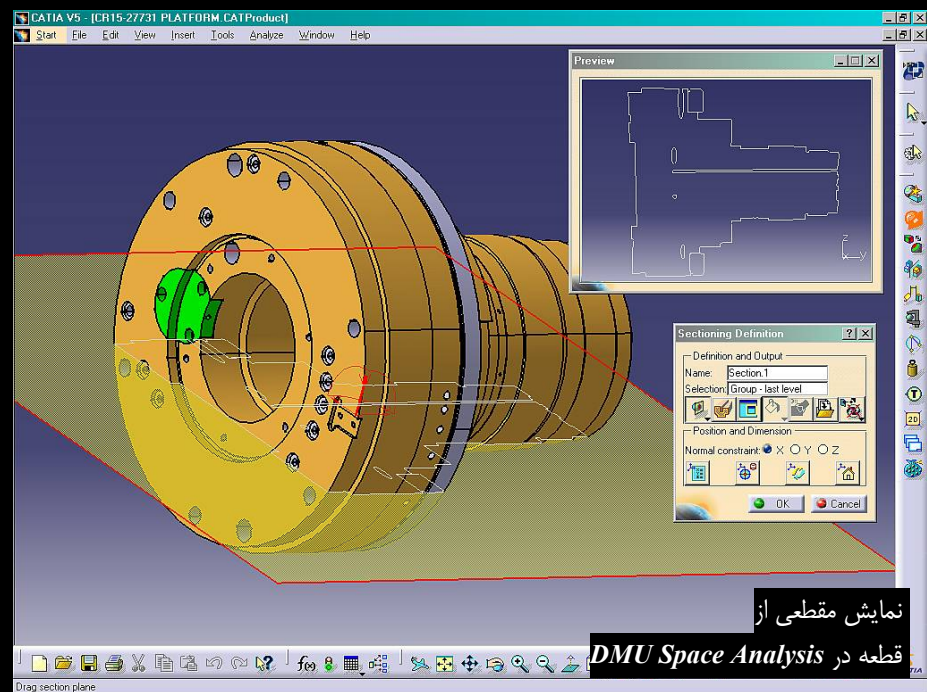 CATIA V5 - [CR15-27731 PLATFORM.CATProduct]
Start File Edit View Insert Tools Analyze Window Help
Preview
z
y
Sectioning Definition
Definition and Output
Name: Section.1
Selection: Group - last level
Position and Dimension
Normal constraint: X Y Z
OK Cancel
نمایش مقطعی از
قطعه در DMU Space Analysis
Drag section plane